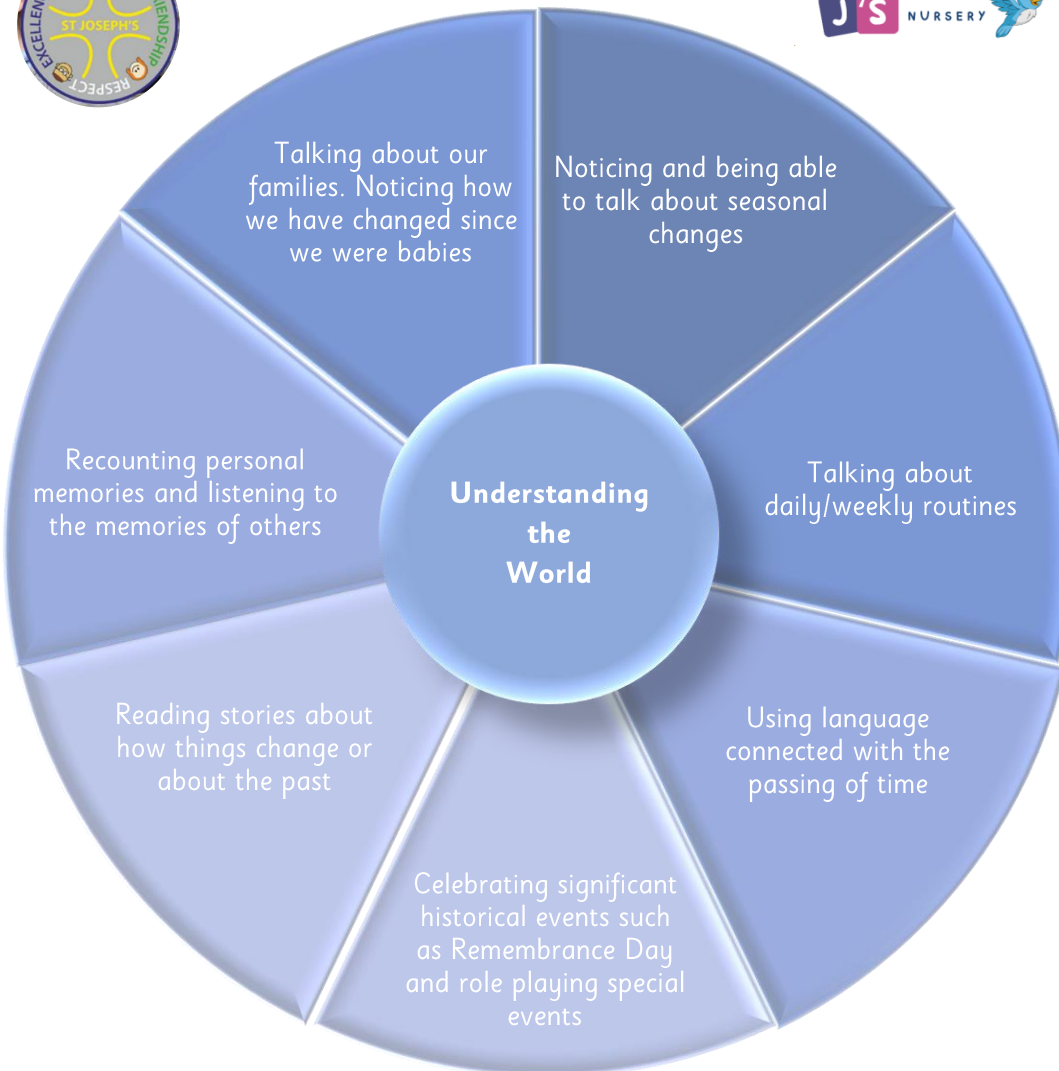 EXCELLEN
ST JOSEPH'S
RIENDSHIP
RESPECT
J'S NURSERY
Talking about our
families. Noticing how
we have changed since
we were babies
Noticing and being able
to talk about seasonal
changes
Talking about
daily/weekly routines
Using language
connected with the
passing of time
Celebrating significant
historical events such
as Remembrance Day
and role playing special
events
Reading stories about
how things change or
about the past
Recounting personal
memories and listening to
the memories of others
Understanding
the
World